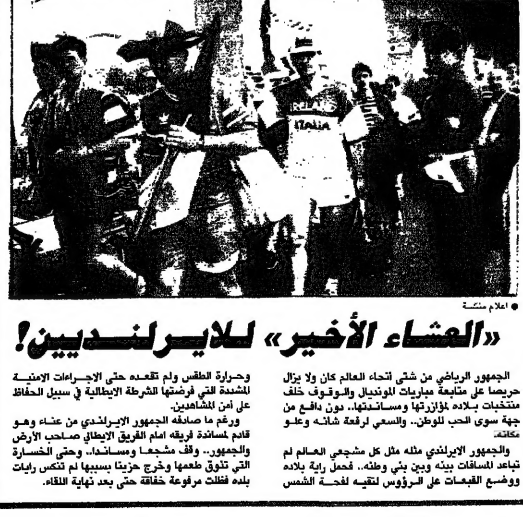 IRELAND
ITALIA
● اعلام منكسة
«العشاء الأخير» للايرلنديين!
الجمهور الرياضي من شتى أنحاء العالم كان ولا يزال
حريصا على متابعة مباريات المونديال والوقوف خلف
منتخبات بلاده لمؤازرتها ومساندتها.. دون دافع من
جهة سوى الحب للوطن.. والسعي لرفعة شأنه وعلو
مكانته.
والجمهور الايرلندي مثله مثل كل مشجعي العالم لم
تباعد المسافات بينه وبين بني وطنه.. فحمل راية بلاده
ووضع القبعات على الرؤوس لتقيه لفحة الشمس
وحرارة الطقس ولم تقعده حتى الاجراءات الامنية
المشددة التي فرضتها الشرطة الايطالية في سبيل الحفاظ
على أمن المشاهدين.
ورغم ما صادفه الجمهور الايرلندي من عناء وهو
قادم لمساندة فريقه امام الفريق الايطالي صاحب الأرض
والجمهور.. وقف مشجعا ومساندا.. وحتى الخسارة
التي تذوق طعمها وخرج حزينا بسببها لم تنكس رايات
بلده فظلت مرفوعة خفاقة حتى بعد نهاية اللقاء.